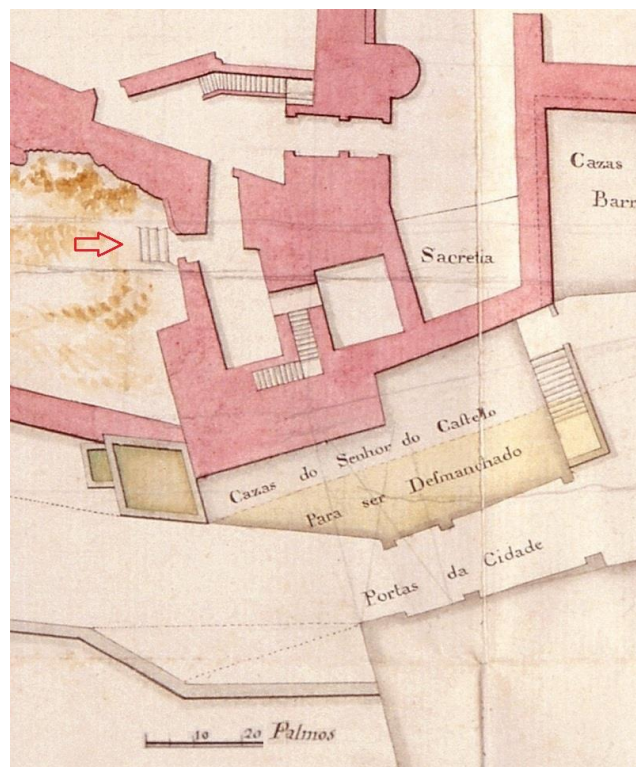 Cazas
Barr
Sacretia
Cazas do Senhor do Castelo
Para ser Desmanchado
Portas da Cidade
10 20 Palmos